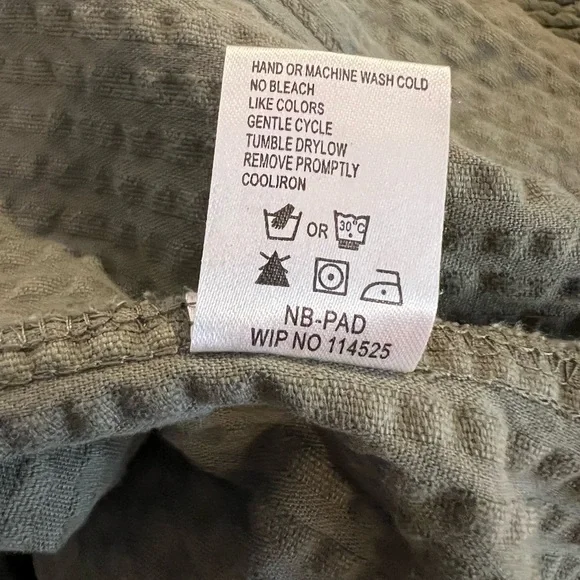 HAND OR MACHINE WASH COLD
NO BLEACH
LIKE COLORS
GENTLE CYCLE
TUMBLE DRYLOW
REMOVE PROMPTLY
COOLIRON
OR 30°C
NB-PAD
WIP NO 114525